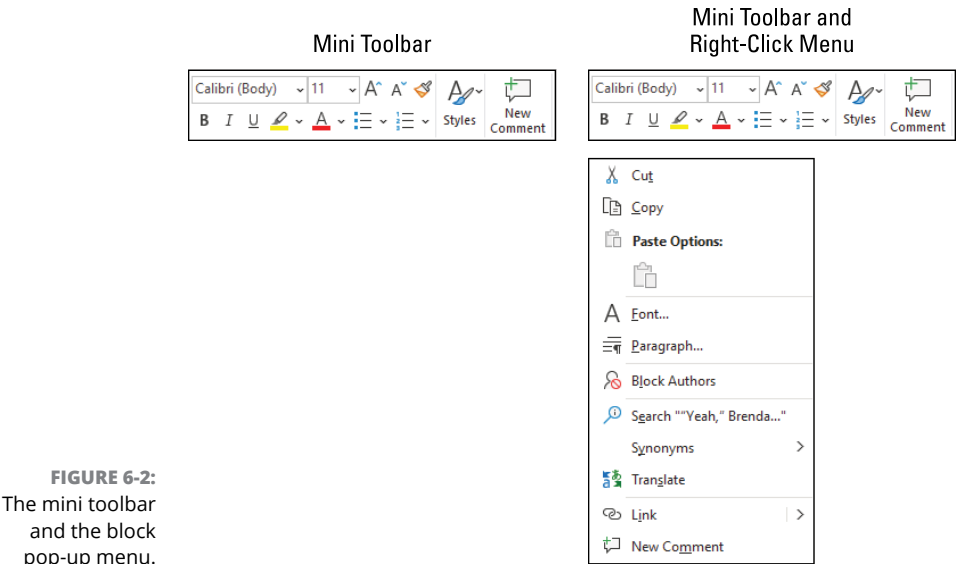 Mini Toolbar
Mini Toolbar and
Right-Click Menu
Calibri (Body) 11 A A
B I U A Styles New
Comment
Calibri (Body) 11 A A
B I U A Styles New
Comment
Cut
Copy
Paste Options:
Font...
Paragraph...
Block Authors
Search "“Yeah,” Brenda..."
Synonyms
Translate
Link
New Comment
FIGURE 6-2:
The mini toolbar
and the block
pop-up menu.